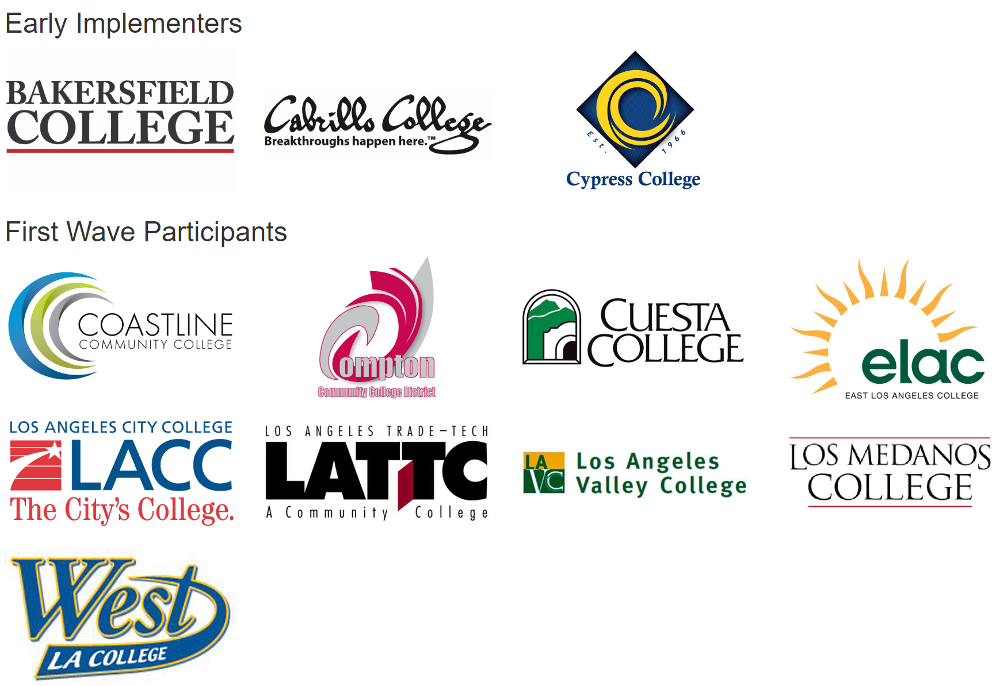 Early Implementers
BAKERSFIELD
COLLEGE
Cabrillo College
Breakthroughs happen here.™
Est. 1966
Cypress College
First Wave Participants
COASTLINE
COMMUNITY COLLEGE
Compton
Community College District
CUESTA
COLLEGE
elac
EAST LOS ANGELES COLLEGE
LOS ANGELES CITY COLLEGE
LACC
The City's College.
LOS ANGELES TRADE-TECH
LATTC
A Community College
LA
VC
Los Angeles
Valley College
LOS MEDANOS
COLLEGE
West
LA COLLEGE